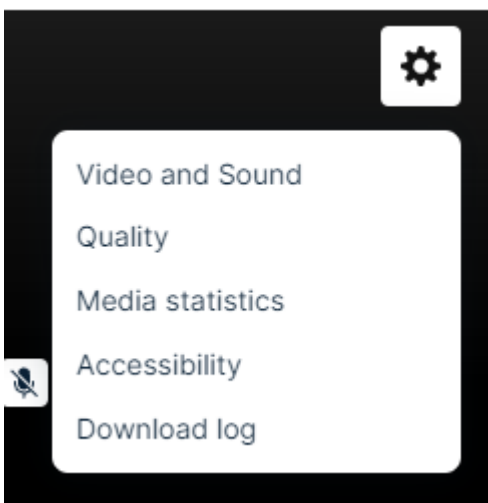 Video and Sound
Quality
Media statistics
Accessibility
Download log